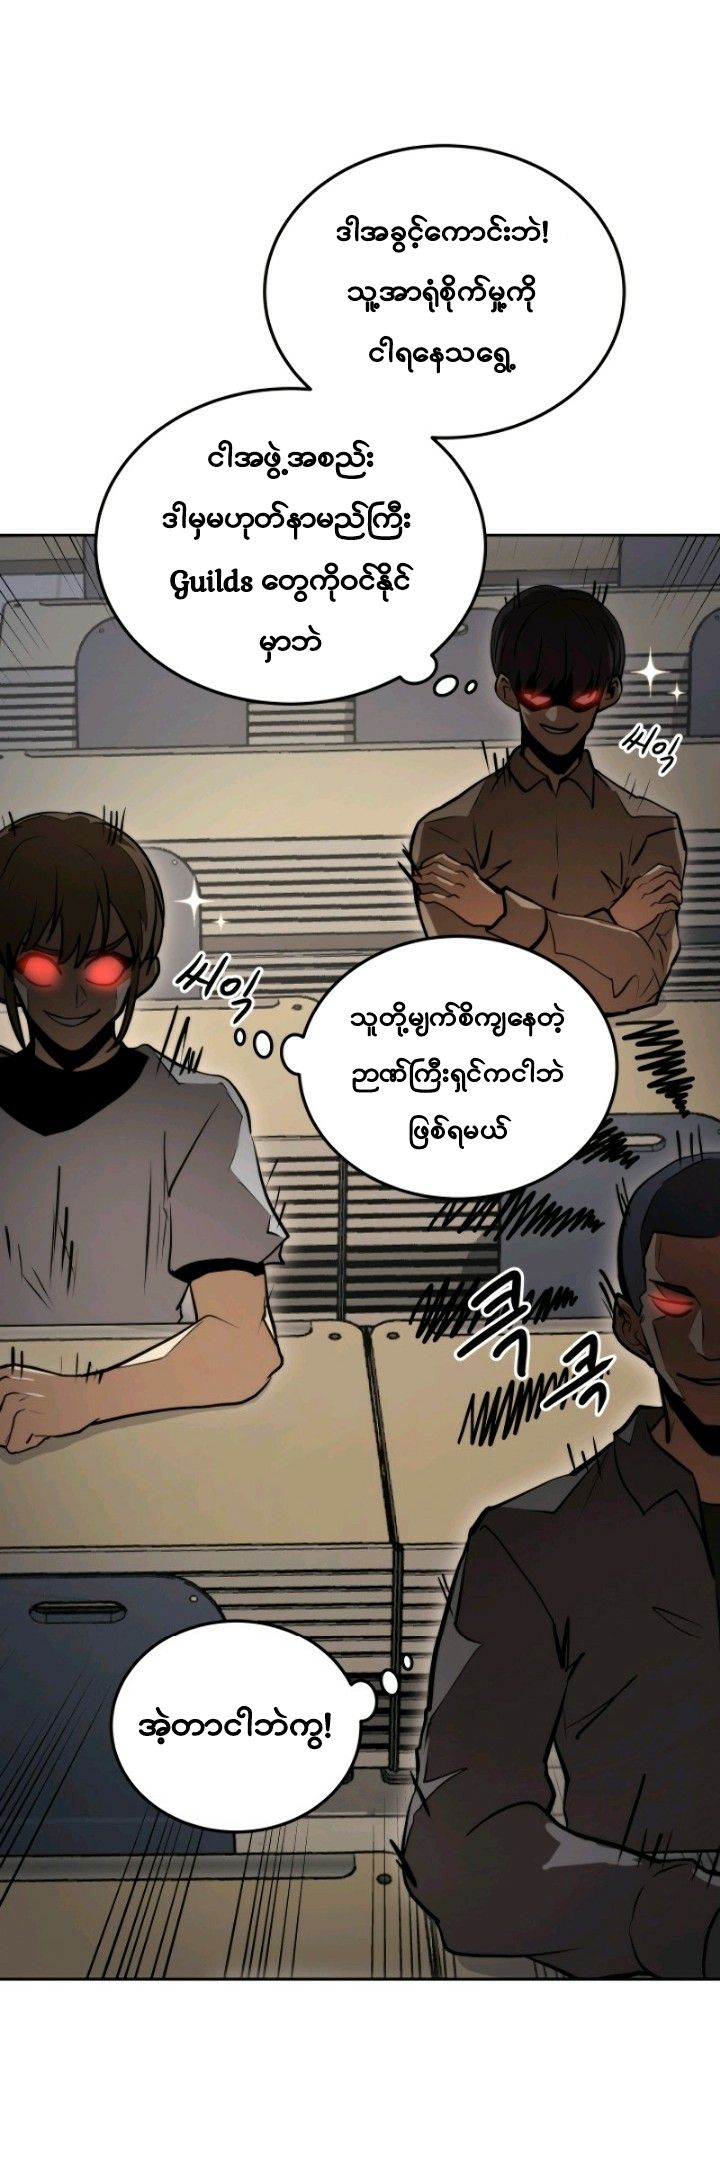 ဒါအခွင့်ကောင်းဘဲ!
သူ့အာရုံစိုက်မှု့ကို
ငါရနေသရွေ့
ငါအဖွဲ့အစည်း
ဒါမှမဟုတ်နာမည်ကြီး
Guilds တွေကိုဝင်နိုင်
မှာဘဲ
씨익
씨익
သူတို့မျက်စိကျနေတဲ့
ဉာဏ်ကြီးရှင်ကငါဘဲ
ဖြစ်ရမယ်
큭
큭
အဲ့တာငါဘဲကွ!